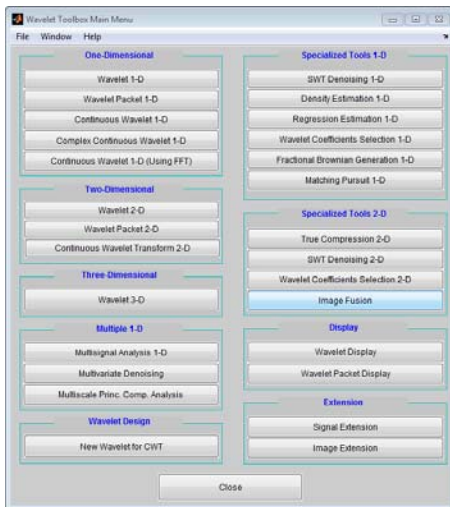 Wavelet Toolbox Main Menu
File Window Help
One-Dimensional
Wavelet 1-D
Wavelet Packet 1-D
Continuous Wavelet 1-D
Complex Continuous Wavelet 1-D
Continuous Wavelet 1-D (Using FFT)
Two-Dimensional
Wavelet 2-D
Wavelet Packet 2-D
Continuous Wavelet Transform 2-D
Three-Dimensional
Wavelet 3-D
Multiple 1-D
Multisignal Analysis 1-D
Multivariate Denoising
Multiscale Princ. Comp. Analysis
Wavelet Design
New Wavelet for CWT
Specialized Tools 1-D
SWT Denoising 1-D
Density Estimation 1-D
Regression Estimation 1-D
Wavelet Coefficients Selection 1-D
Fractional Brownian Generation 1-D
Matching Pursuit 1-D
Specialized Tools 2-D
True Compression 2-D
SWT Denoising 2-D
Wavelet Coefficients Selection 2-D
Image Fusion
Display
Wavelet Display
Wavelet Packet Display
Extension
Signal Extension
Image Extension
Close